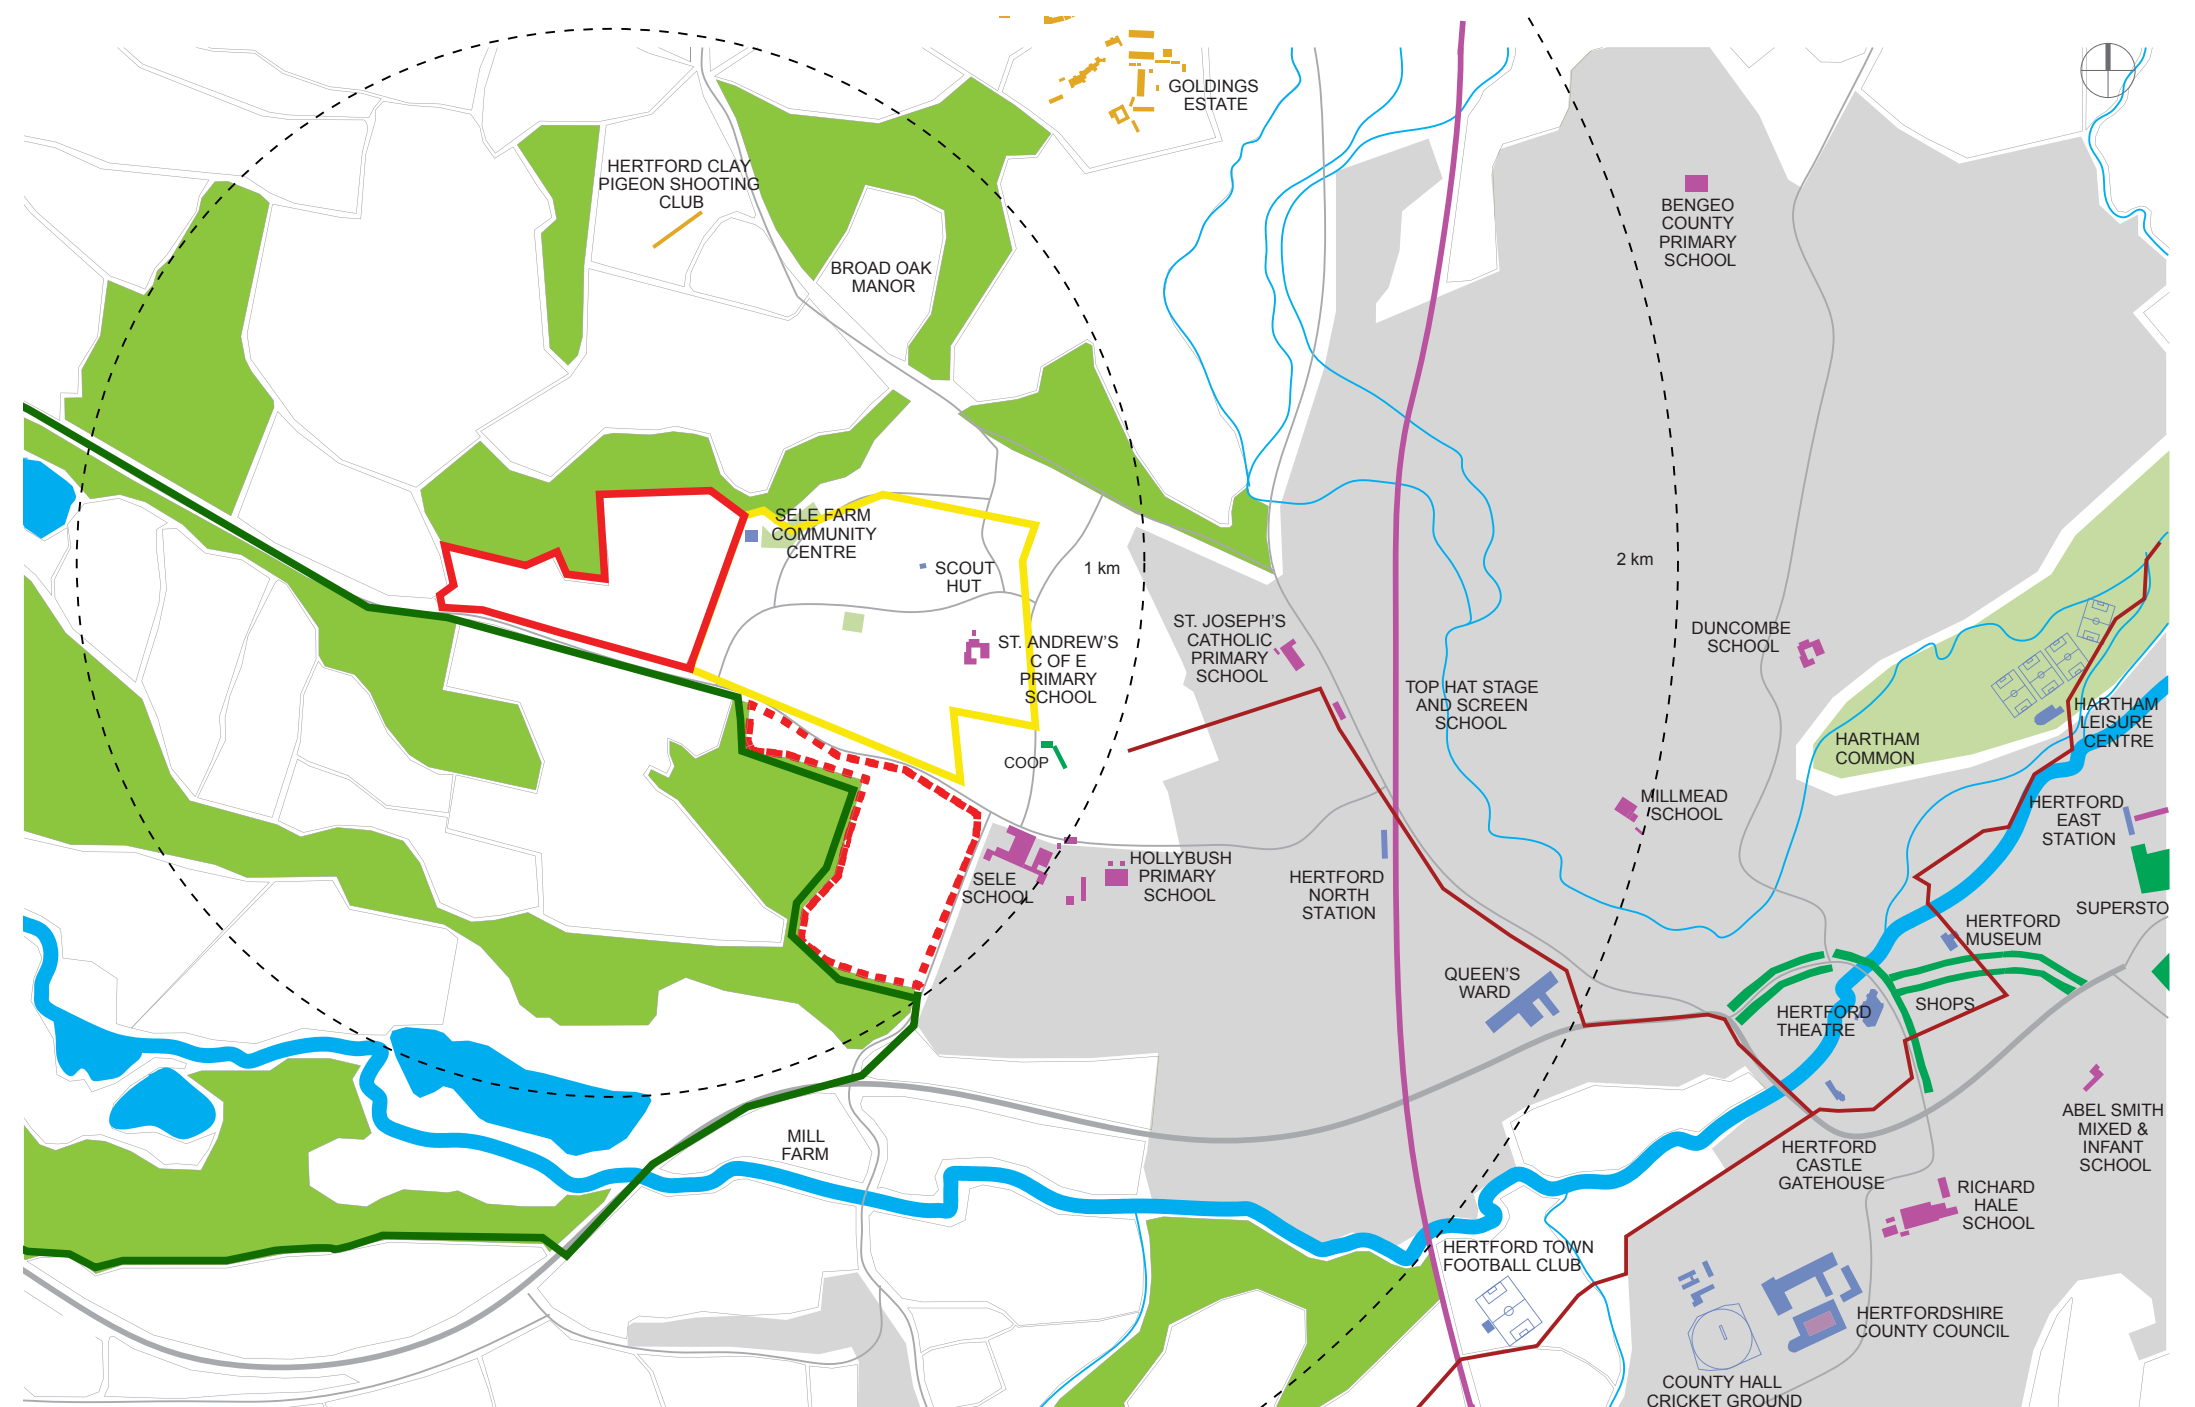 GOLDINGS
ESTATE
HERTFORD CLAY
PIGEON SHOOTING
CLUB
BROAD OAK
MANOR
BENGEO
COUNTY
PRIMARY
SCHOOL
SELE FARM
COMMUNITY
CENTRE
SCOUT
HUT
1 km
2 km
ST. ANDREW'S
C OF E
PRIMARY
SCHOOL
ST. JOSEPH'S
CATHOLIC
PRIMARY
SCHOOL
TOP HAT STAGE
AND SCREEN
SCHOOL
DUNCOMBE
SCHOOL
HARTHAM
LEISURE
CENTRE
HARTHAM
COMMON
COOP
MILLMEAD
SCHOOL
HERTFORD
EAST
STATION
SELE
SCHOOL
HOLLYBUSH
PRIMARY
SCHOOL
HERTFORD
NORTH
STATION
SUPERSTO
HERTFORD
MUSEUM
QUEEN'S
WARD
HERTFORD
THEATRE
SHOPS
MILL
FARM
ABEL SMITH
MIXED &
INFANT
SCHOOL
HERTFORD
CASTLE
GATEHOUSE
RICHARD
HALE
SCHOOL
HERTFORD TOWN
FOOTBALL CLUB
HERTFORDSHIRE
COUNTY COUNCIL
COUNTY HALL
CRICKET GROUND